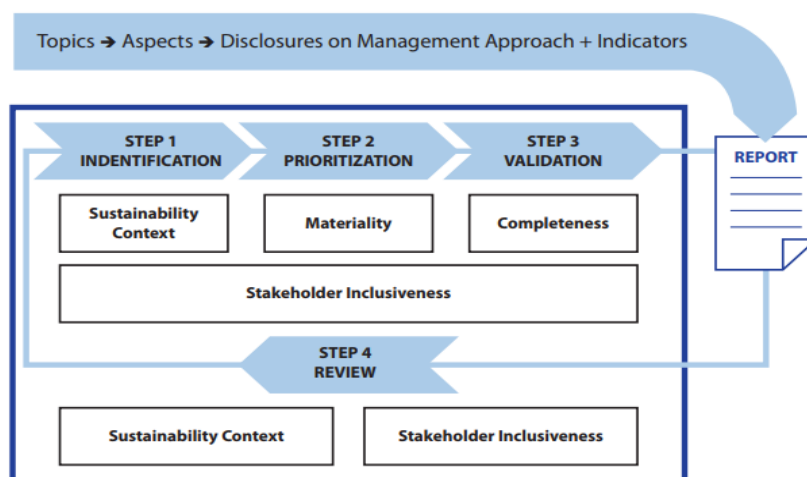 Topics ➔ Aspects ➔ Disclosures on Management Approach + Indicators
STEP 1
INDENTIFICATION
STEP 2
PRIORITIZATION
STEP 3
VALIDATION
REPORT
Sustainability
Context
Materiality
Completeness
Stakeholder Inclusiveness
STEP 4
REVIEW
Sustainability Context
Stakeholder Inclusiveness